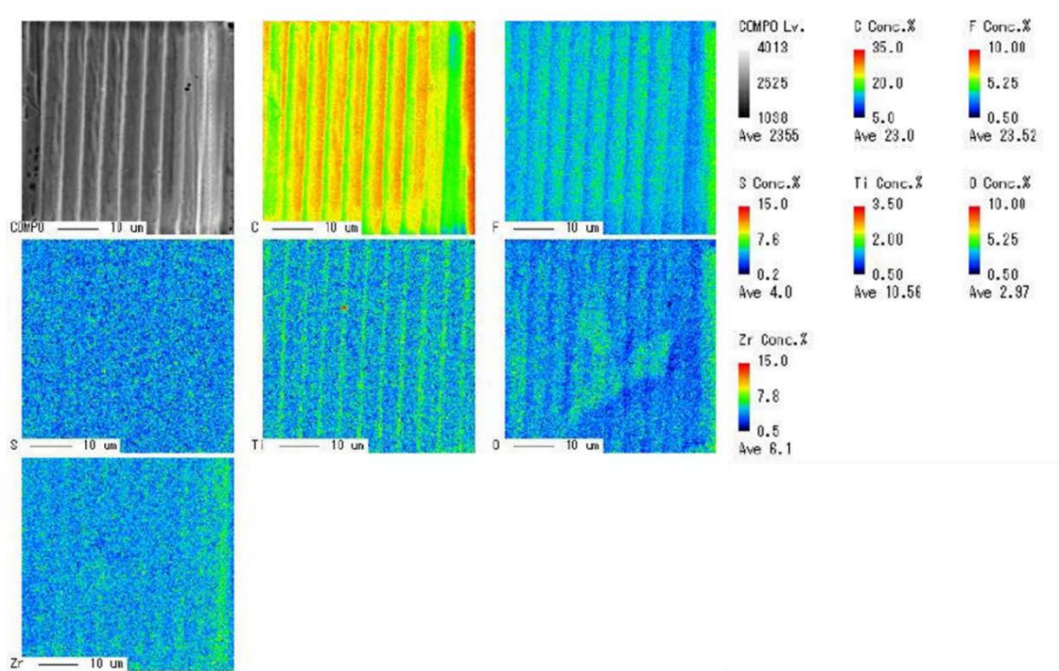 COMPO Lv.
4013
2525
1038
Ave 2355
C Conc.%
35.0
20.0
5.0
Ave 23.0
F Conc.%
10.00
5.25
0.50
Ave 23.52
COMPO 10 um
C 10 um
F 10 um
S Conc.%
15.0
7.6
0.2
Ave 4.0
Ti Conc.%
3.50
2.00
0.50
Ave 10.56
O Conc.%
10.00
5.25
0.50
Ave 2.97
S 10 um
Ti 10 um
O 10 um
Zr Conc.%
15.0
7.8
0.5
Ave 6.1
Zr 10 um